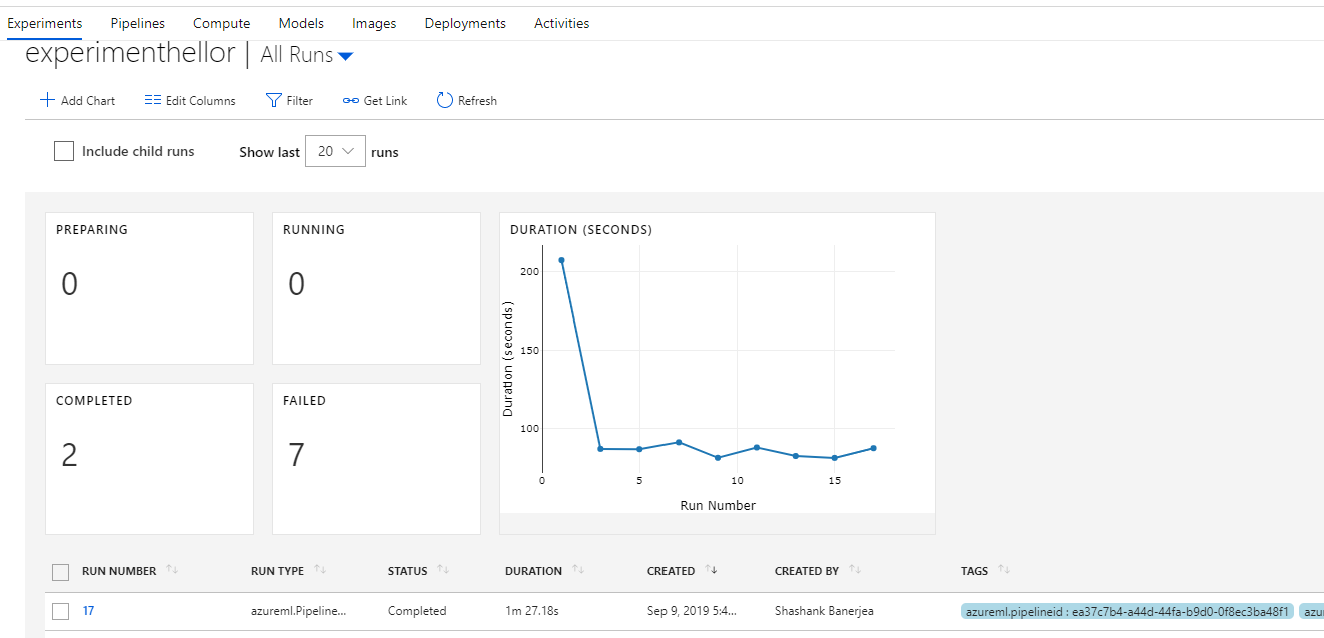 Experiments Pipelines Compute Models Images Deployments Activities
experimenthellor | All Runs
Add Chart Edit Columns Filter Get Link Refresh
Include child runs Show last 20 runs
PREPARING
0
RUNNING
0
COMPLETED
2
FAILED
7
DURATION (SECONDS)
Duration (seconds)
200
150
100
0 5 10 15
Run Number
RUN NUMBER RUN TYPE STATUS DURATION CREATED CREATED BY TAGS
17 azureml.Pipeline... Completed 1m 27.18s Sep 9, 2019 5:4... Shashank Banerjea azureml.pipelineid : ea37c7b4-a44d-44fa-b9d0-0f8ec3ba48f1 azu